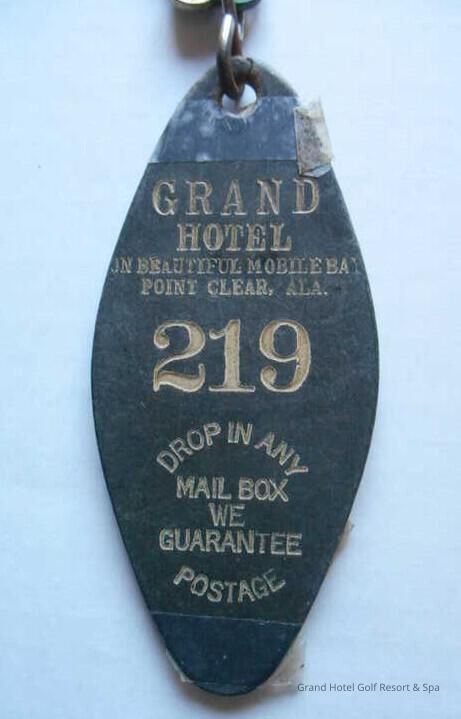 GRAND
HOTEL
ON BEAUTIFUL MOBILE BAY
POINT CLEAR, ALA.
219
DROP IN ANY
MAIL BOX
WE
GUARANTEE
POSTAGE
Grand Hotel Golf Resort & Spa